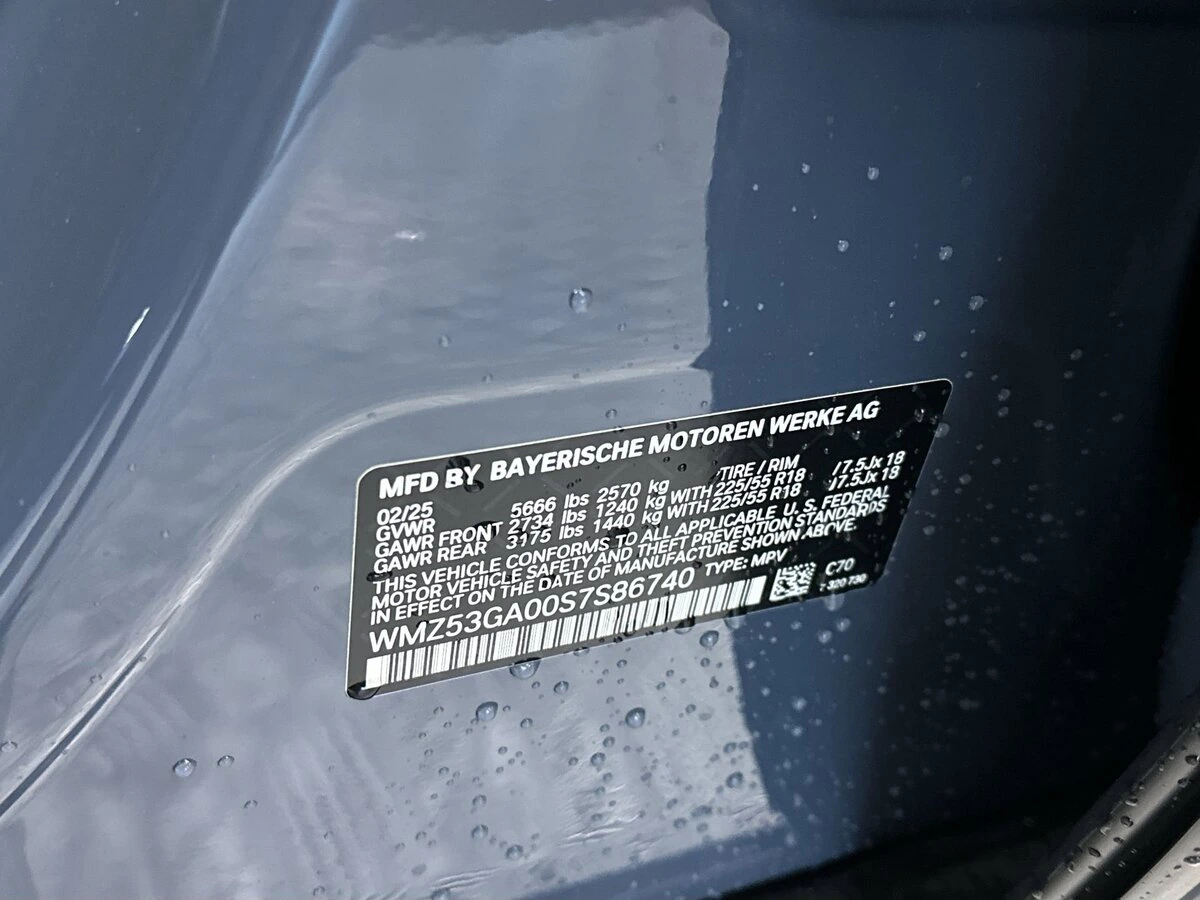 MFD BY BAYERISCHE MOTOREN WERKE AG
02/25 TIRE / RIM
GVWR 5666 lbs 2570 kg
GAWR FRONT 2734 lbs 1240 kg WITH 225/55 R18 /7.5Jx 18
GAWR REAR 3175 lbs 1440 kg WITH 225/55 R18 /7.5Jx 18
THIS VEHICLE CONFORMS TO ALL APPLICABLE U. S. FEDERAL
MOTOR VEHICLE SAFETY AND THEFT PREVENTION STANDARDS
IN EFFECT ON THE DATE OF MANUFACTURE SHOWN ABOVE.
WMZ53GA00S7S86740 TYPE: MPV
C70